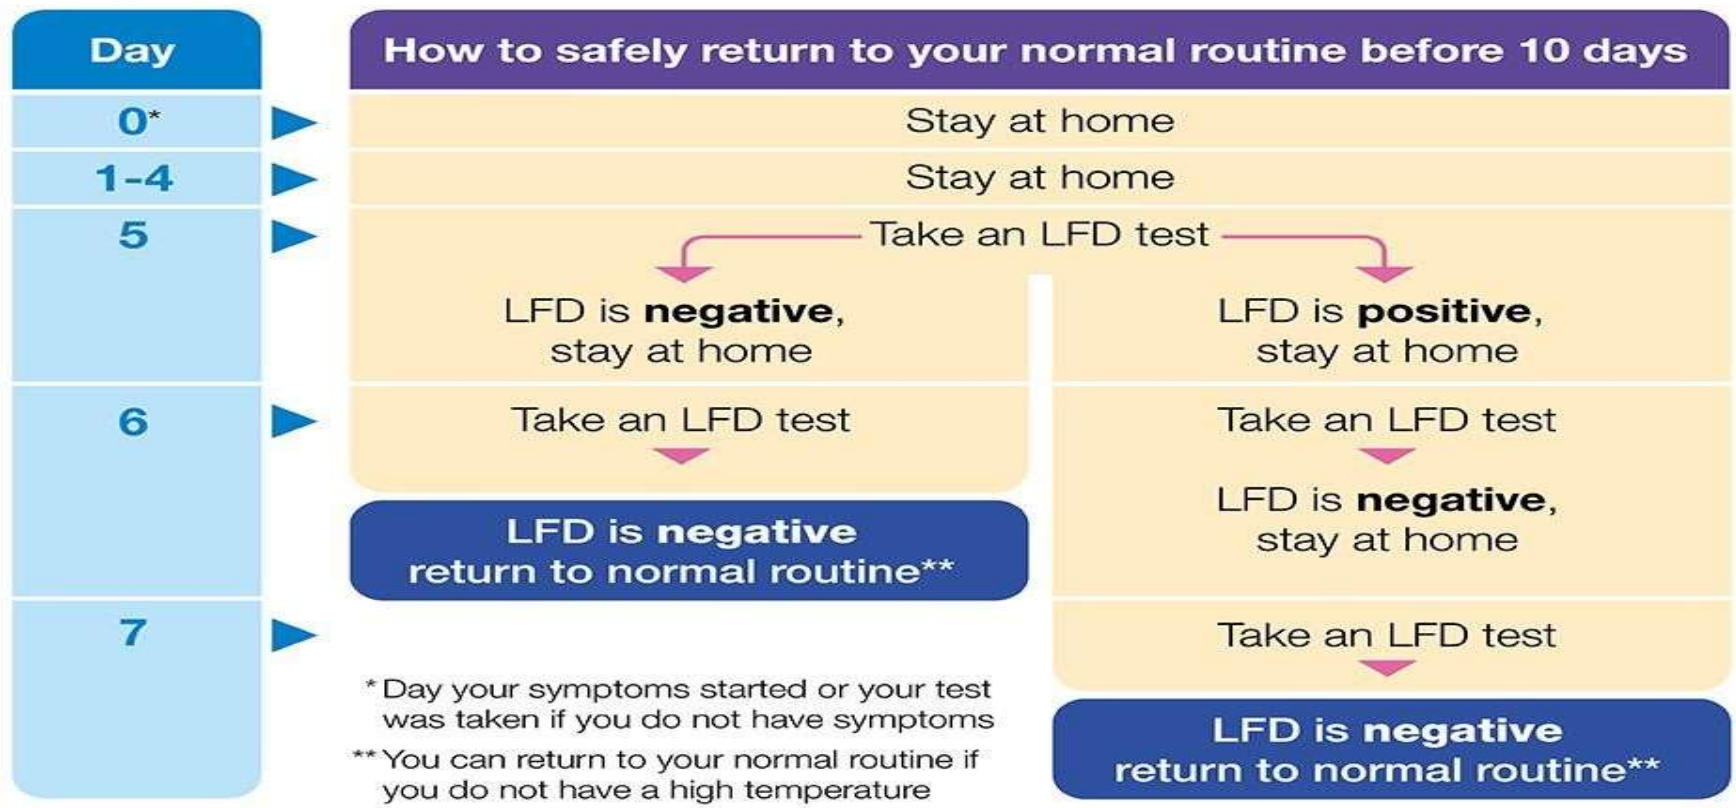 Day
How to safely return to your normal routine before 10 days
0*
Stay at home
1-4
Stay at home
5
Take an LFD test
LFD is negative,
stay at home
LFD is positive,
stay at home
6
Take an LFD test
LFD is negative
return to normal routine**
Take an LFD test
LFD is negative,
stay at home
7
Take an LFD test
LFD is negative
return to normal routine**
* Day your symptoms started or your test
was taken if you do not have symptoms
** You can return to your normal routine if
you do not have a high temperature